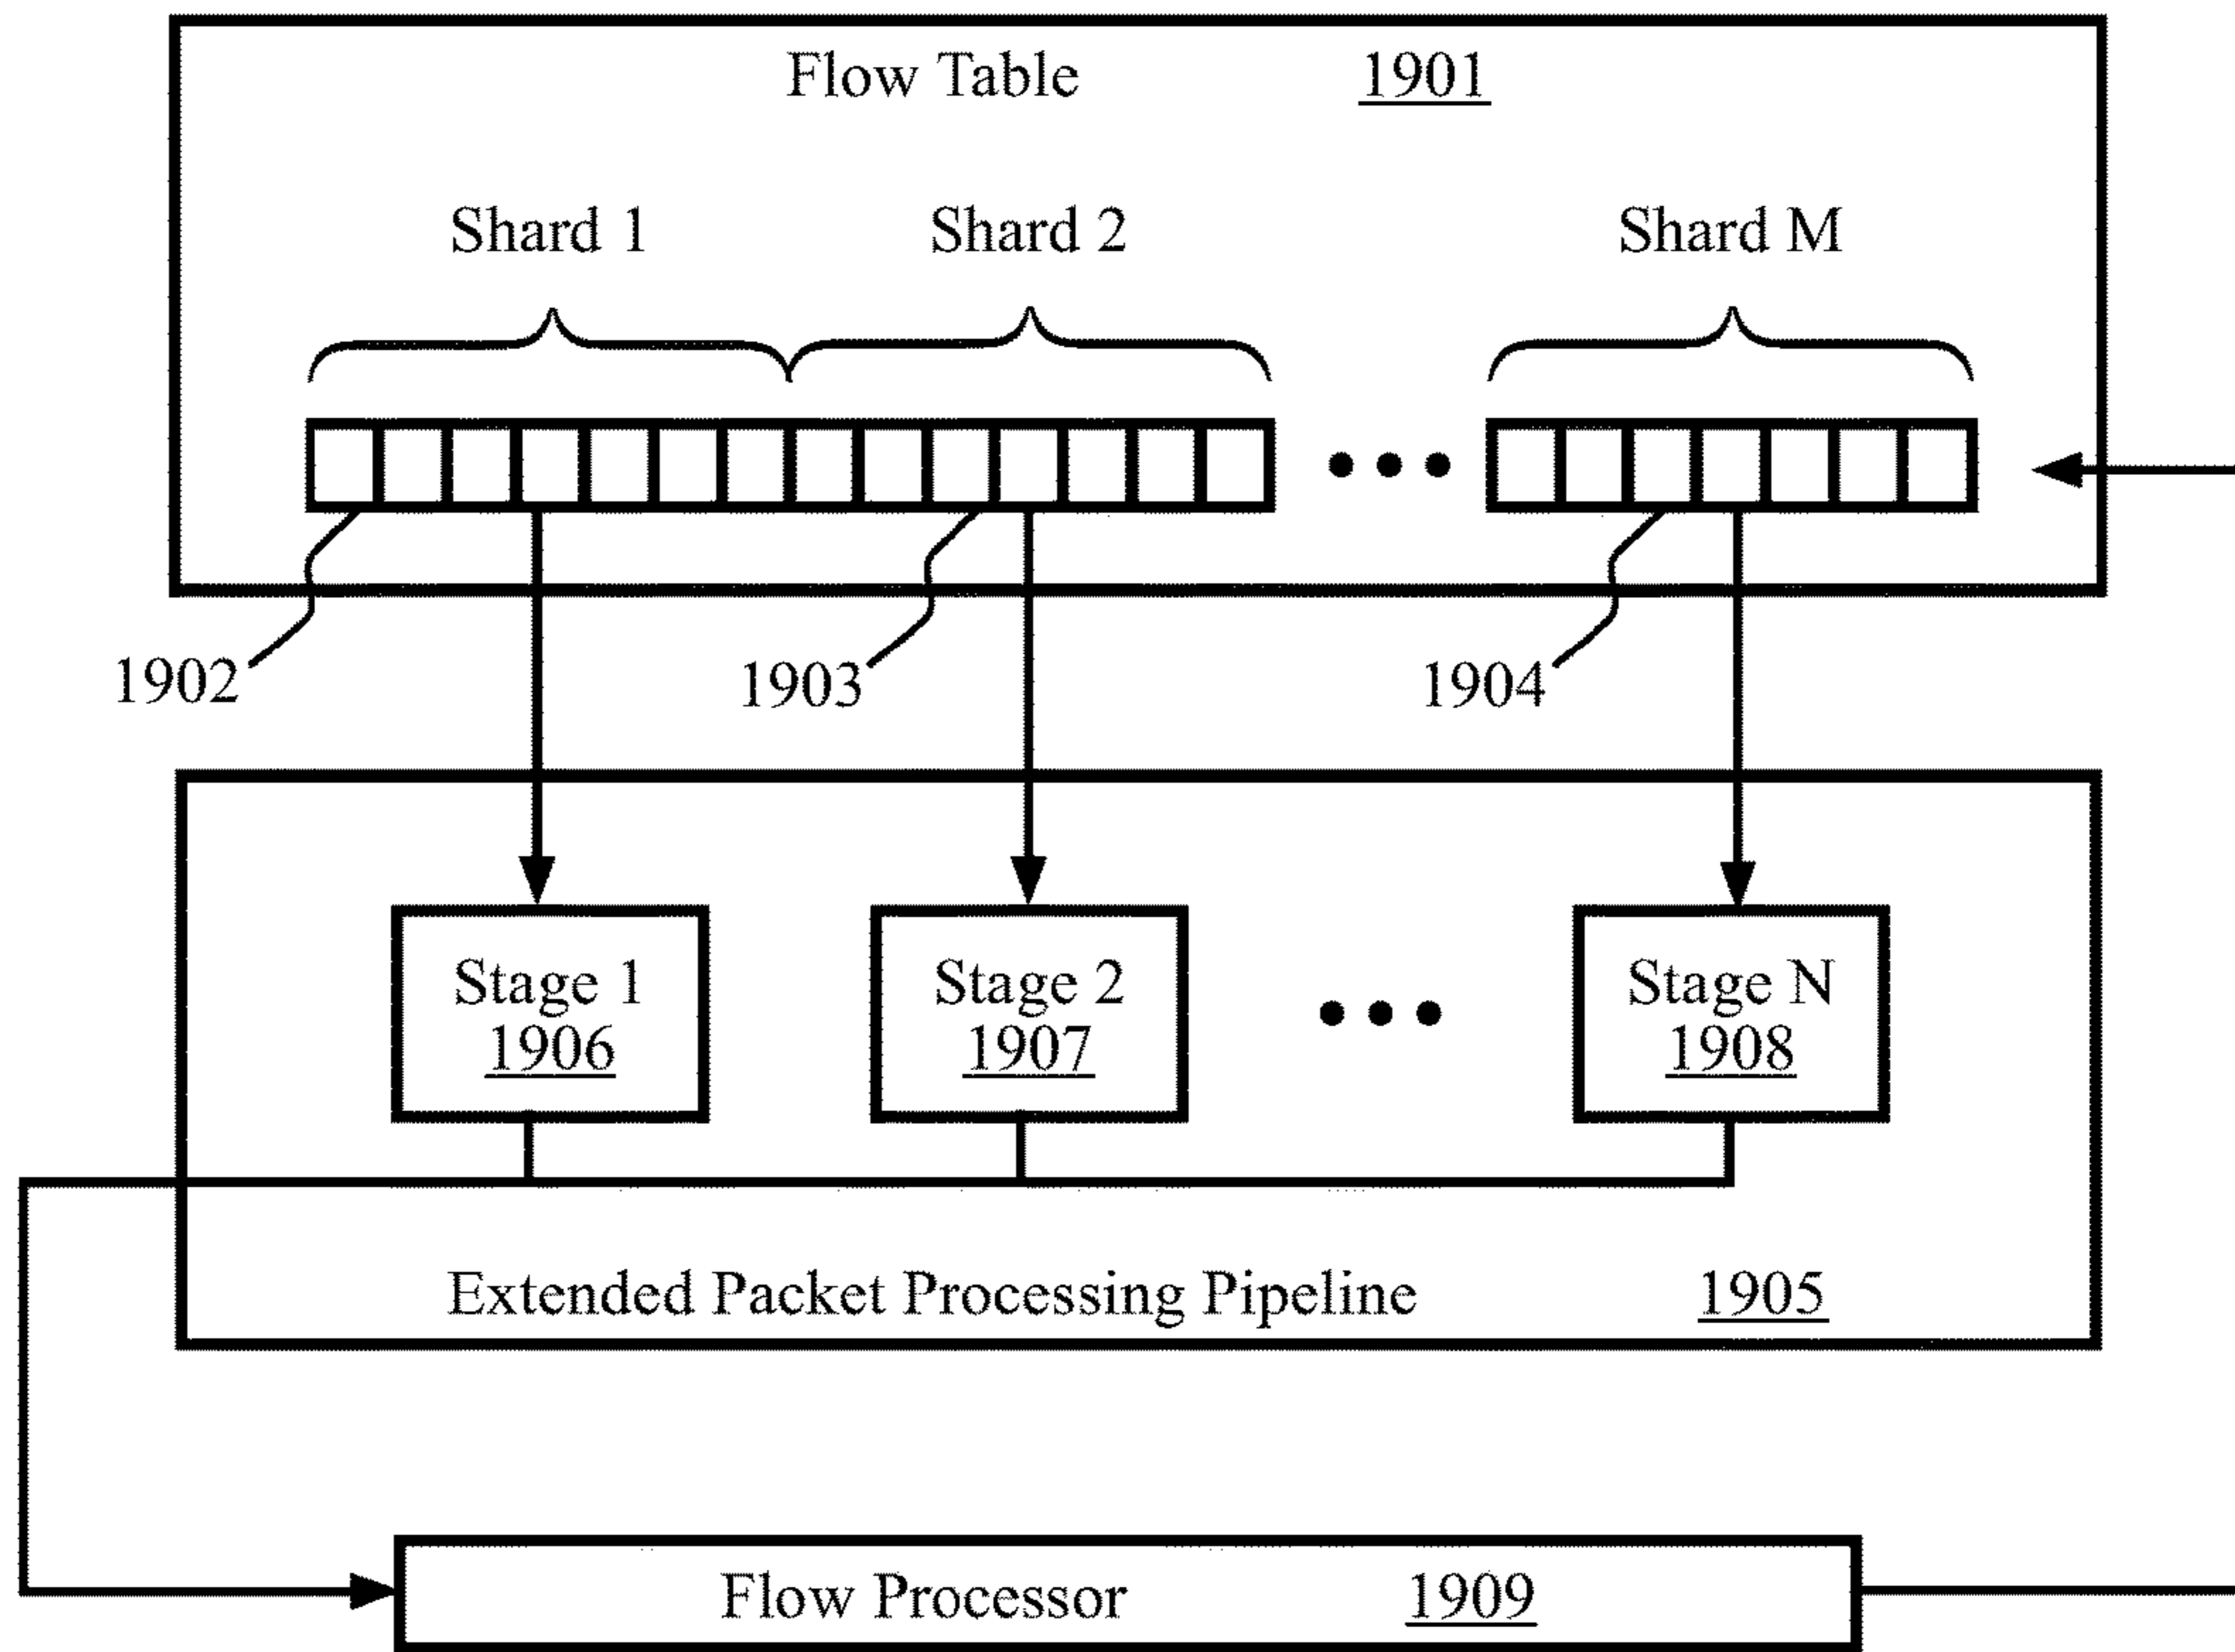 Flow Table 1901
Shard 1 Shard 2 Shard M
1902 1903 1904
Stage 1 Stage 2 Stage N
1906 1907 1908
Extended Packet Processing Pipeline 1905
Flow Processor 1909